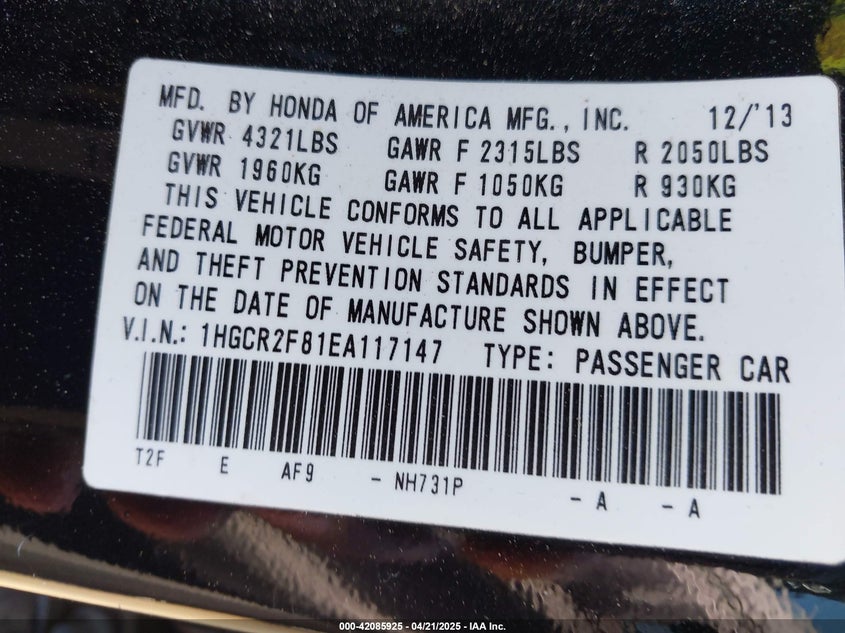 MFD. BY HONDA OF AMERICA MFG., INC. 12/'13
GVWR 4321LBS GAWR F 2315LBS R 2050LBS
GVWR 1960KG GAWR F 1050KG R 930KG
THIS VEHICLE CONFORMS TO ALL APPLICABLE
FEDERAL MOTOR VEHICLE SAFETY, BUMPER,
AND THEFT PREVENTION STANDARDS IN EFFECT
ON THE DATE OF MANUFACTURE SHOWN ABOVE.
V.I.N.: 1HGCR2F81EA117147 TYPE: PASSENGER CAR
T2F E AF9 - NH731P - A - A
000-42085925 - 04/21/2025 - IAA Inc.